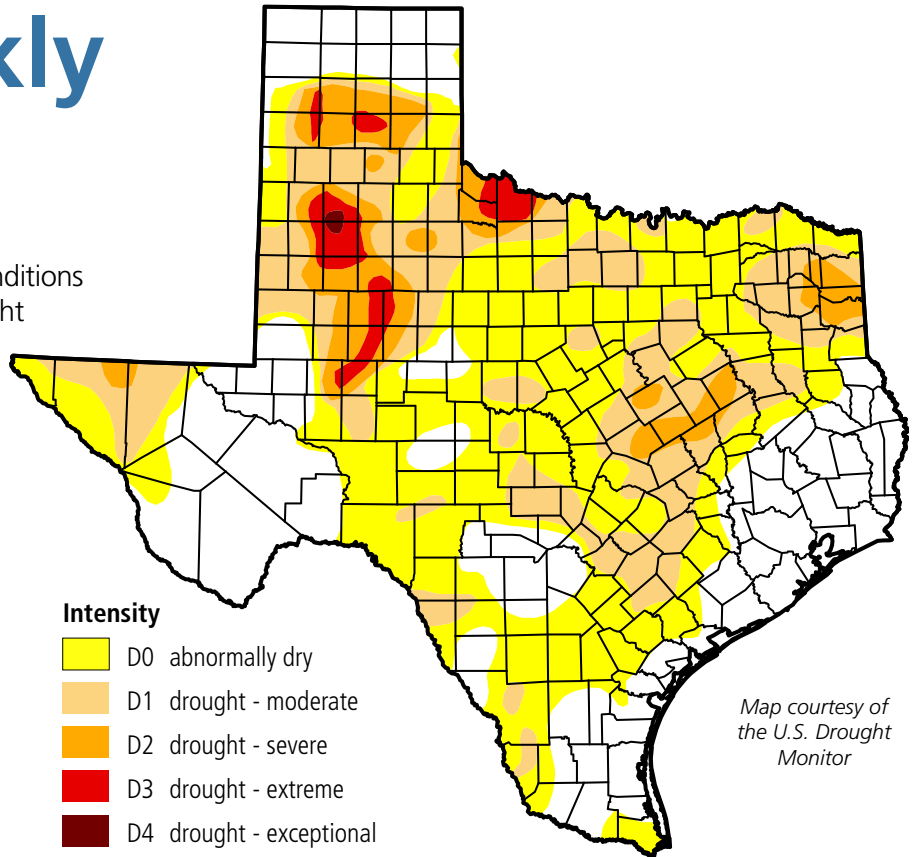 kly
nditions
ht
Intensity
D0 abnormally dry
D1 drought - moderate
D2 drought - severe
D3 drought - extreme
D4 drought - exceptional
Map courtesy of
the U.S. Drought
Monitor